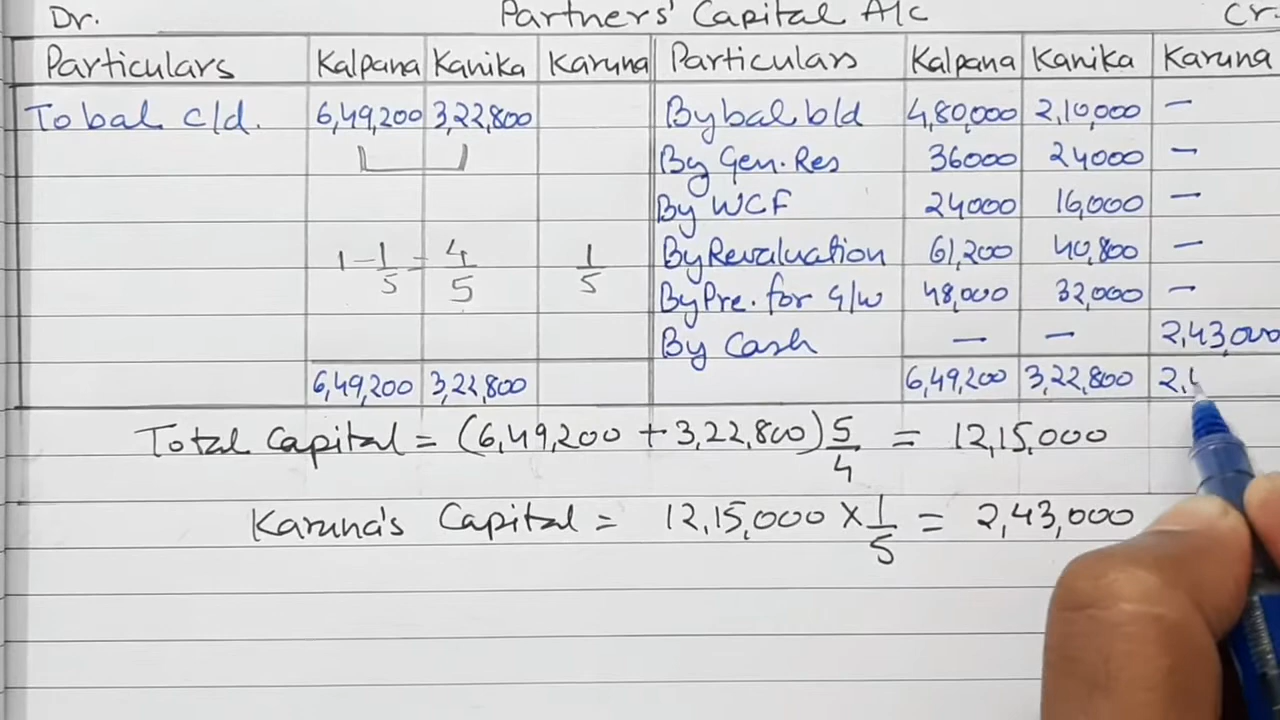 Dr. Partners' Capital A/c Cr.
Particulars Kalpana Kanika Karuna Particulars Kalpana Kanika Karuna
To bal c/d. 6,49,200 3,22,800 By bal b/d 4,80,000 2,10,000 —
By Gen. Res 36000 24000 —
By WCF 24000 16,000 —
1 - 1/5 = 4/5 1/5 By Revaluation 61,200 40,800 —
By Pre. for G/w 48,000 32,000 —
By Cash — — 2,43,000
6,49,200 3,22,800 6,49,200 3,22,800 2,
Total Capital = (6,49,200 + 3,22,800) 5/4 = 12,15,000
Karuna's Capital = 12,15,000 × 1/5 = 2,43,000